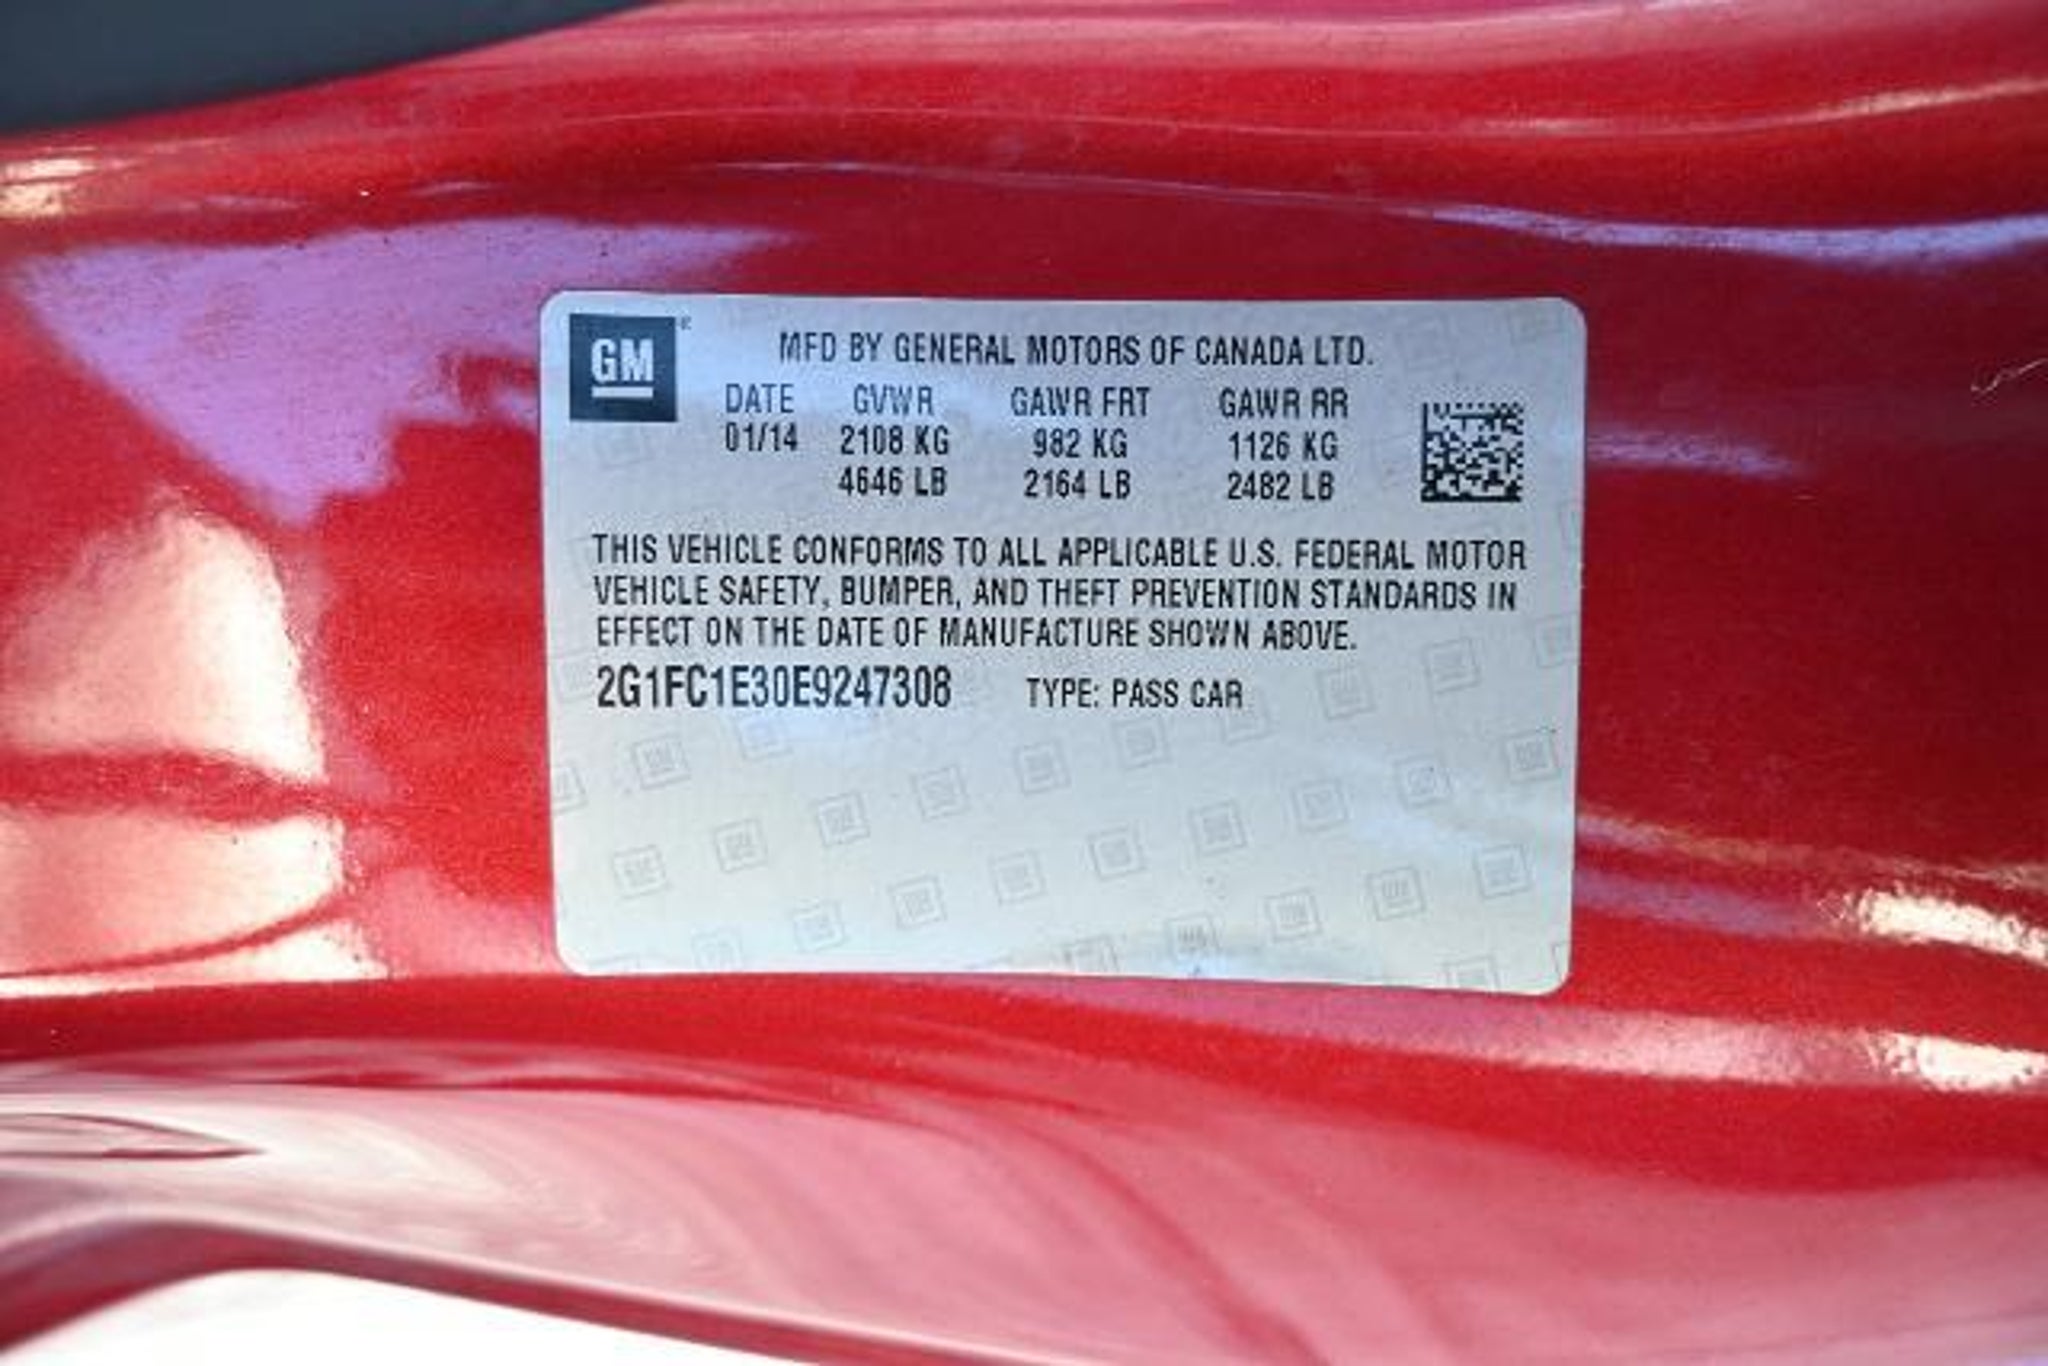 GM
MFD BY GENERAL MOTORS OF CANADA LTD.
DATE GVWR GAWR FRT GAWR RR
01/14 2108 KG 982 KG 1126 KG
4646 LB 2164 LB 2482 LB
THIS VEHICLE CONFORMS TO ALL APPLICABLE U.S. FEDERAL MOTOR
VEHICLE SAFETY, BUMPER, AND THEFT PREVENTION STANDARDS IN
EFFECT ON THE DATE OF MANUFACTURE SHOWN ABOVE.
2G1FC1E30E9247308 TYPE: PASS CAR